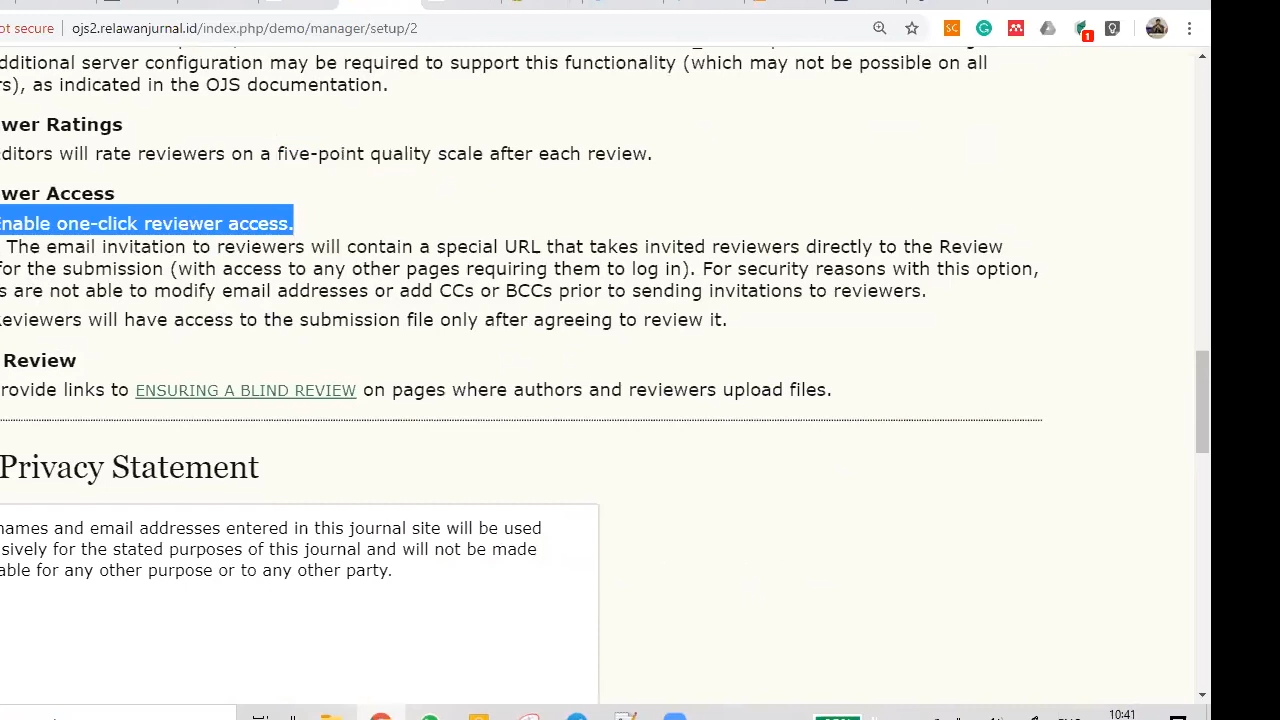 ot secure ojs2.relawanjurnal.id/index.php/demo/manager/setup/2
dditional server configuration may be required to support this functionality (which may not be possible on all
rs), as indicated in the OJS documentation.
wer Ratings
ditors will rate reviewers on a five-point quality scale after each review.
wer Access
Enable one-click reviewer access.
The email invitation to reviewers will contain a special URL that takes invited reviewers directly to the Review
for the submission (with access to any other pages requiring them to log in). For security reasons with this option,
s are not able to modify email addresses or add CCs or BCCs prior to sending invitations to reviewers.
Reviewers will have access to the submission file only after agreeing to review it.
Review
rovide links to ENSURING A BLIND REVIEW on pages where authors and reviewers upload files.
Privacy Statement
names and email addresses entered in this journal site will be used
sively for the stated purposes of this journal and will not be made
able for any other purpose or to any other party.
10:41